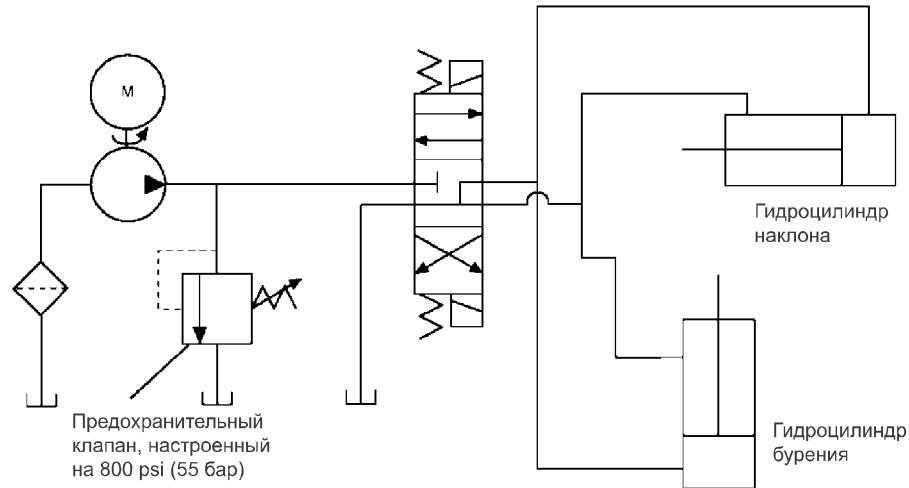 М
Гидроцилиндр
наклона
Предохранительный
клапан, настроенный
на 800 psi (55 бар)
Гидроцилиндр
бурения